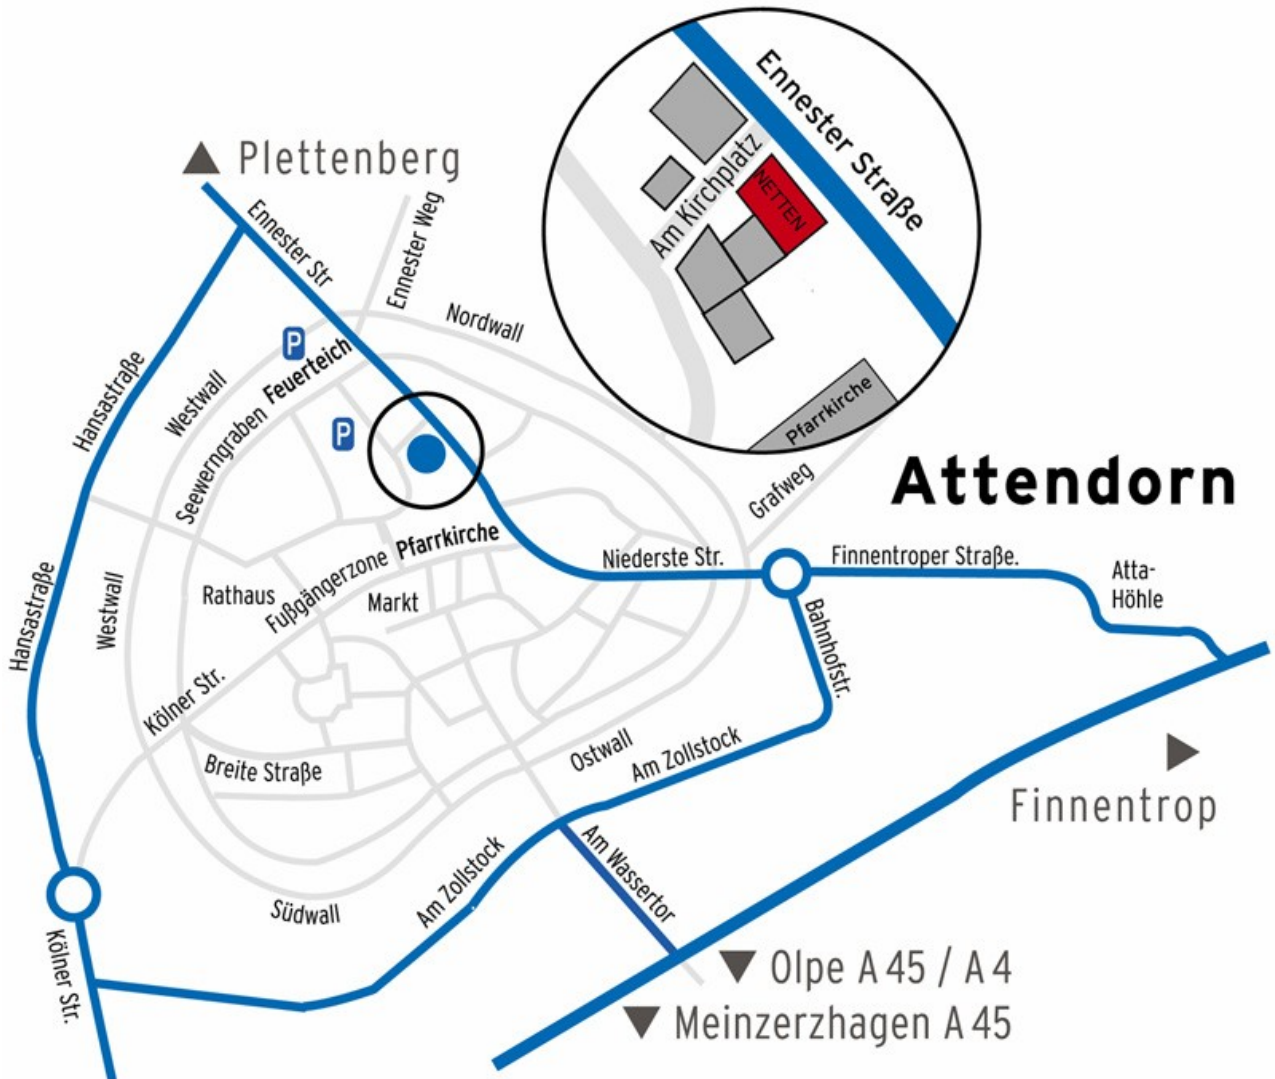 Ennester Straße
Am Kirchplatz
NETTEN
Pfarrkirche
Plettenberg
Ennester Str
Ennester Weg
Nordwall
P
Feuerteich
Hansastraße
Westwall
P
Seewerngraben
Grafweg
Attendorn
Pfarrkirche
Niederste Str.
Finnentroper Straße.
Atta-
Höhle
Fußgängerzone
Rathaus
Markt
Westwall
Hansastraße
Bahnhofstr.
Kölner Str.
Breite Straße
Ostwall
Am Zollstock
Finnentrop
Am Zollstock
Am Wassertor
Südwall
Kölner Str.
Olpe A 45 / A 4
Meinzerzhagen A 45